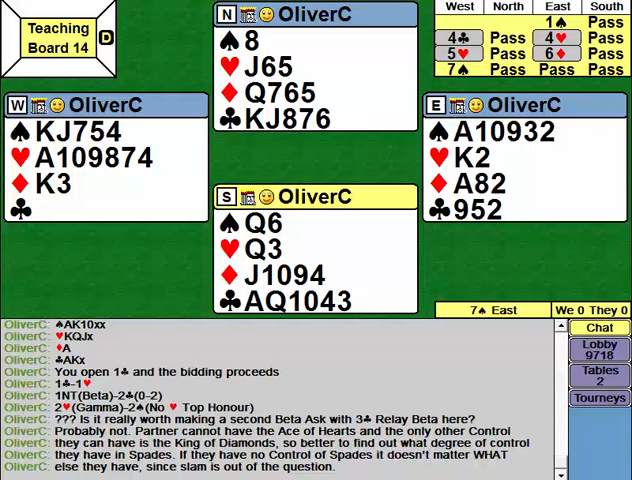 Teaching
Board 14
D
N OliverC
♠ 8
♥ J65
♦ Q765
♣ KJ876
West North East South
1♠ Pass
4♣ Pass 4♥ Pass
5♥ Pass 6♦ Pass
7♠ Pass Pass Pass
W OliverC
♠ KJ754
♥ A109874
♦ K3
♣
E OliverC
♠ A10932
♥ K2
♦ A82
♣ 952
S OliverC
♠ Q6
♥ Q3
♦ J1094
♣ AQ1043
7♠ East We 0 They 0
OliverC: ♠AK10xx
OliverC: ♥KQJx
OliverC: ♦A
OliverC: ♣AKx
OliverC: You open 1♣ and the bidding proceeds
OliverC: 1♣-1♥
OliverC: 1NT(Beta)-2♣(0-2)
OliverC: 2♥(Gamma)-2♠(No ♥ Top Honour)
OliverC: ??? Is it really worth making a second Beta Ask with 3♣ Relay Beta here?
OliverC: Probably not. Partner cannot have the Ace of Hearts and the only other Control
OliverC: they can have is the King of Diamonds, so better to find out what degree of control
OliverC: they have in Spades. If they have no Control of Spades it doesn't matter WHAT
OliverC: else they have, since slam is out of the question.
Chat
Lobby
9718
Tables
2
Tourneys